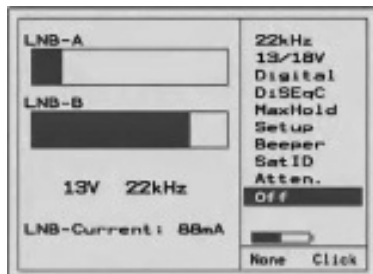 LNB-A
LNB-B
13V 22kHz
LNB-Current: 88mA
22kHz
13/18V
Digital
DiSEqC
MaxHold
Setup
Beeper
SatID
Atten.
Off
None Click